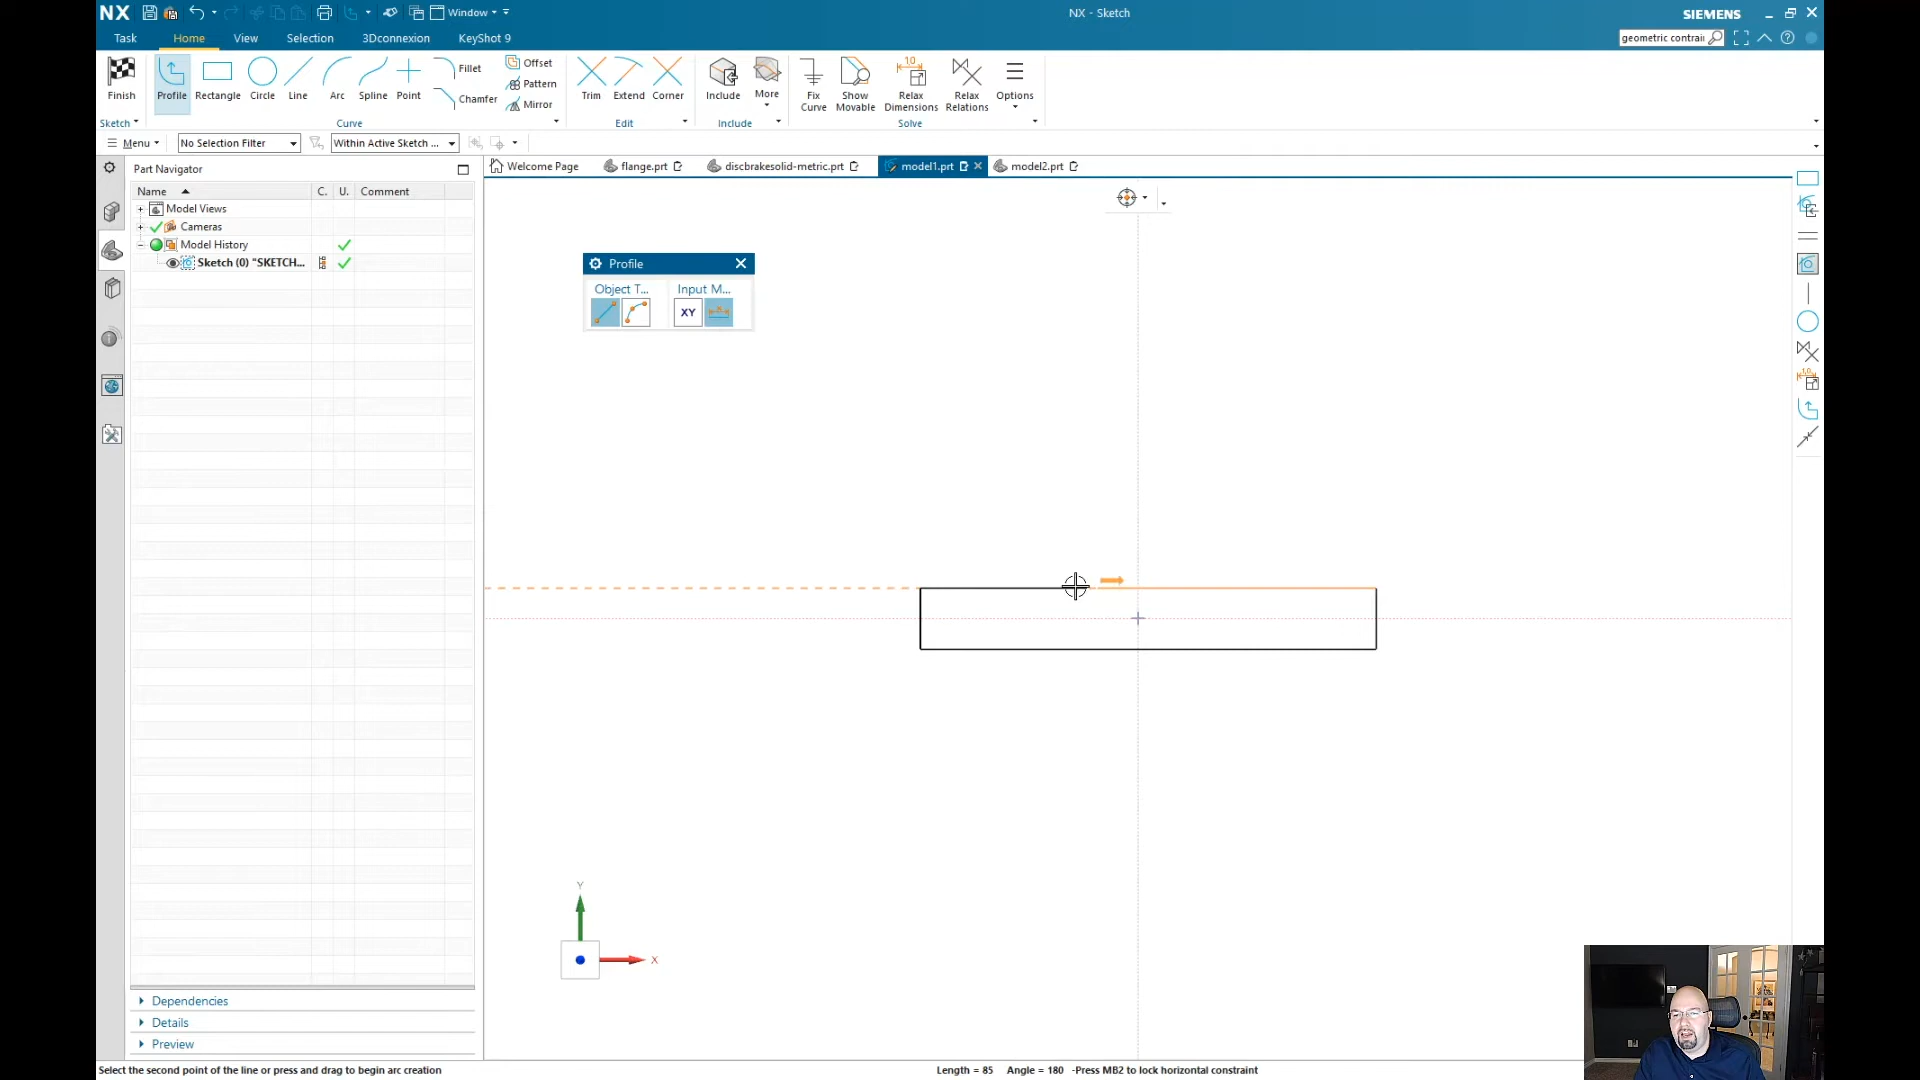 NX
Window
NX - Sketch
SIEMENS
Task
Home
View
Selection
3Dconnexion
KeyShot 9
geometric contrai
Finish
Profile
Rectangle
Circle
Line
Arc
Spline
Point
Fillet
Chamfer
Offset
Pattern
Mirror
Trim
Extend
Corner
Include
More
Fix
Curve
Show
Movable
1.0
Relax
Dimensions
Relax
Relations
Options
Sketch
Curve
Edit
Include
Solve
Menu
No Selection Filter
Within Active Sketch ...
Part Navigator
Welcome Page
flange.prt
discbrakesolid-metric.prt
model1.prt
model2.prt
Name
C.
U.
Comment
Model Views
Cameras
Model History
Sketch (0) "SKETCH...
Profile
Object T...
Input M...
XY
1.0
Y
X
Dependencies
Details
Preview
Select the second point of the line or press and drag to begin arc creation
Length = 85 Angle = 180 -Press MB2 to lock horizontal constraint